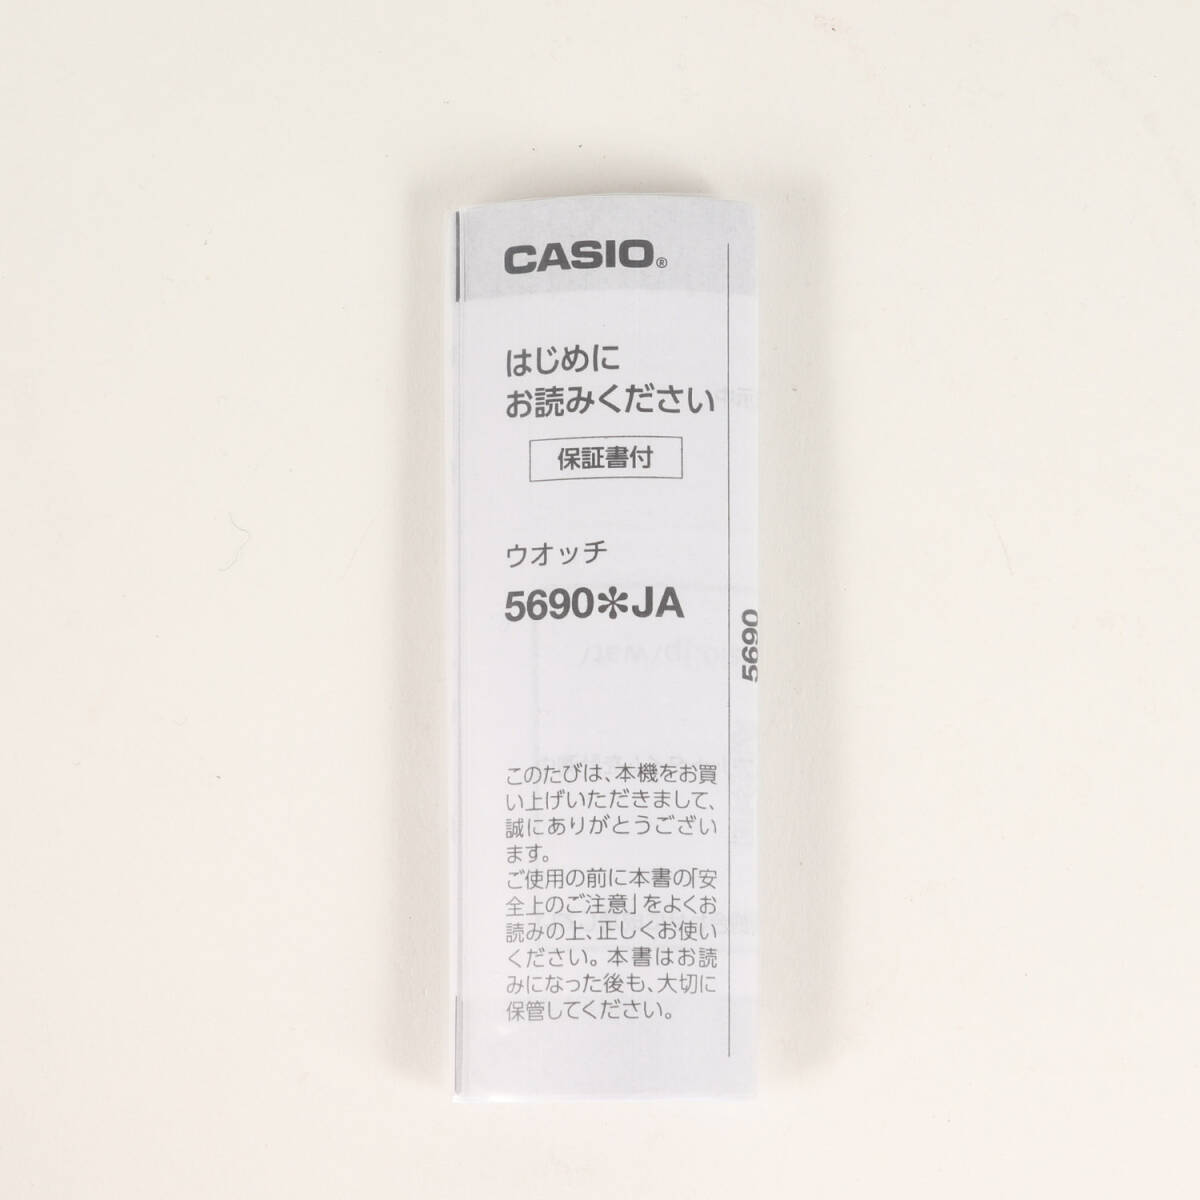 CASIO®
はじめに
お読みください
保証書付
ウオッチ
5690✻JA
5690
このたびは、本機をお買
い上げいただきまして、
誠にありがとうござい
ます。
ご使用の前に本書の「安
全上のご注意」をよくお
読みの上、正しくお使い
ください。本書はお読
みになった後も、大切に
保管してください。